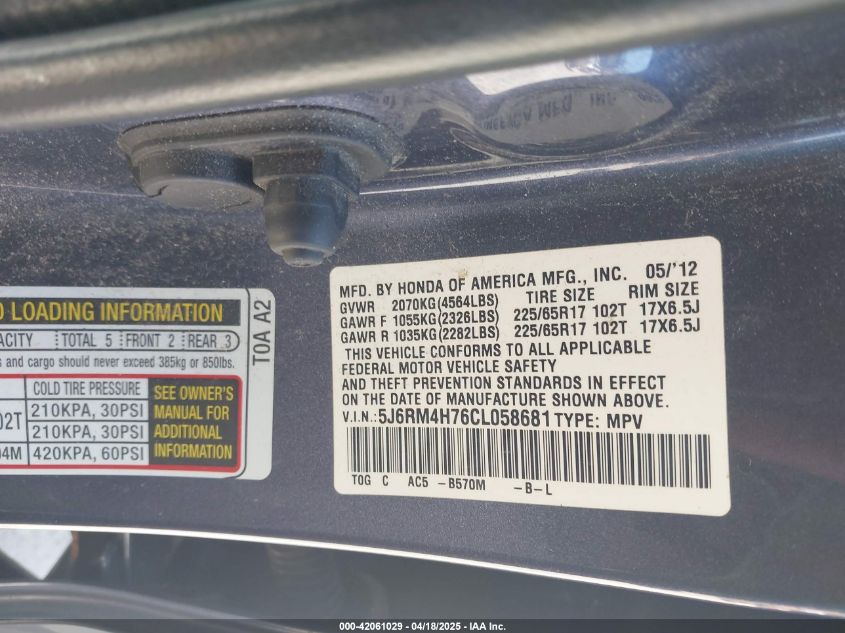 MFD. BY HONDA OF AMERICA MFG., INC. 05/'12
GVWR 2070KG(4564LBS) TIRE SIZE RIM SIZE
GAWR F 1055KG(2326LBS) 225/65R17 102T 17X6.5J
GAWR R 1035KG(2282LBS) 225/65R17 102T 17X6.5J
THIS VEHICLE CONFORMS TO ALL APPLICABLE
FEDERAL MOTOR VEHICLE SAFETY
AND THEFT PREVENTION STANDARDS IN EFFECT
ON THE DATE OF MANUFACTURE SHOWN ABOVE.
V.I.N.: 5J6RM4H76CL058681 TYPE: MPV
TOG C AC5 -B570M -B-L
LOADING INFORMATION
TOTAL 5 FRONT 2 REAR 3
and cargo should never exceed 385kg or 850lbs.
COLD TIRE PRESSURE
210KPA, 30PSI
210KPA, 30PSI
420KPA, 60PSI
SEE OWNER'S
MANUAL FOR
ADDITIONAL
INFORMATION
T0A A2
000-42061029 - 04/18/2025 - IAA Inc.